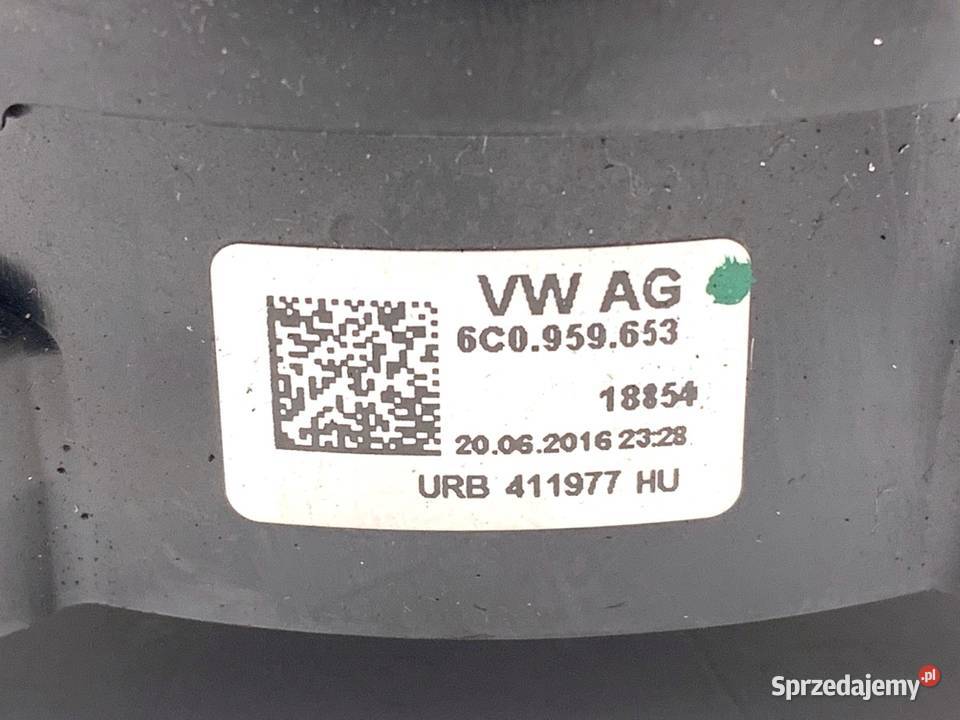 VW AG
6C0.959.653
18854
20.06.2016 23:28
URB 411977 HU
Sprzedajemy.pl